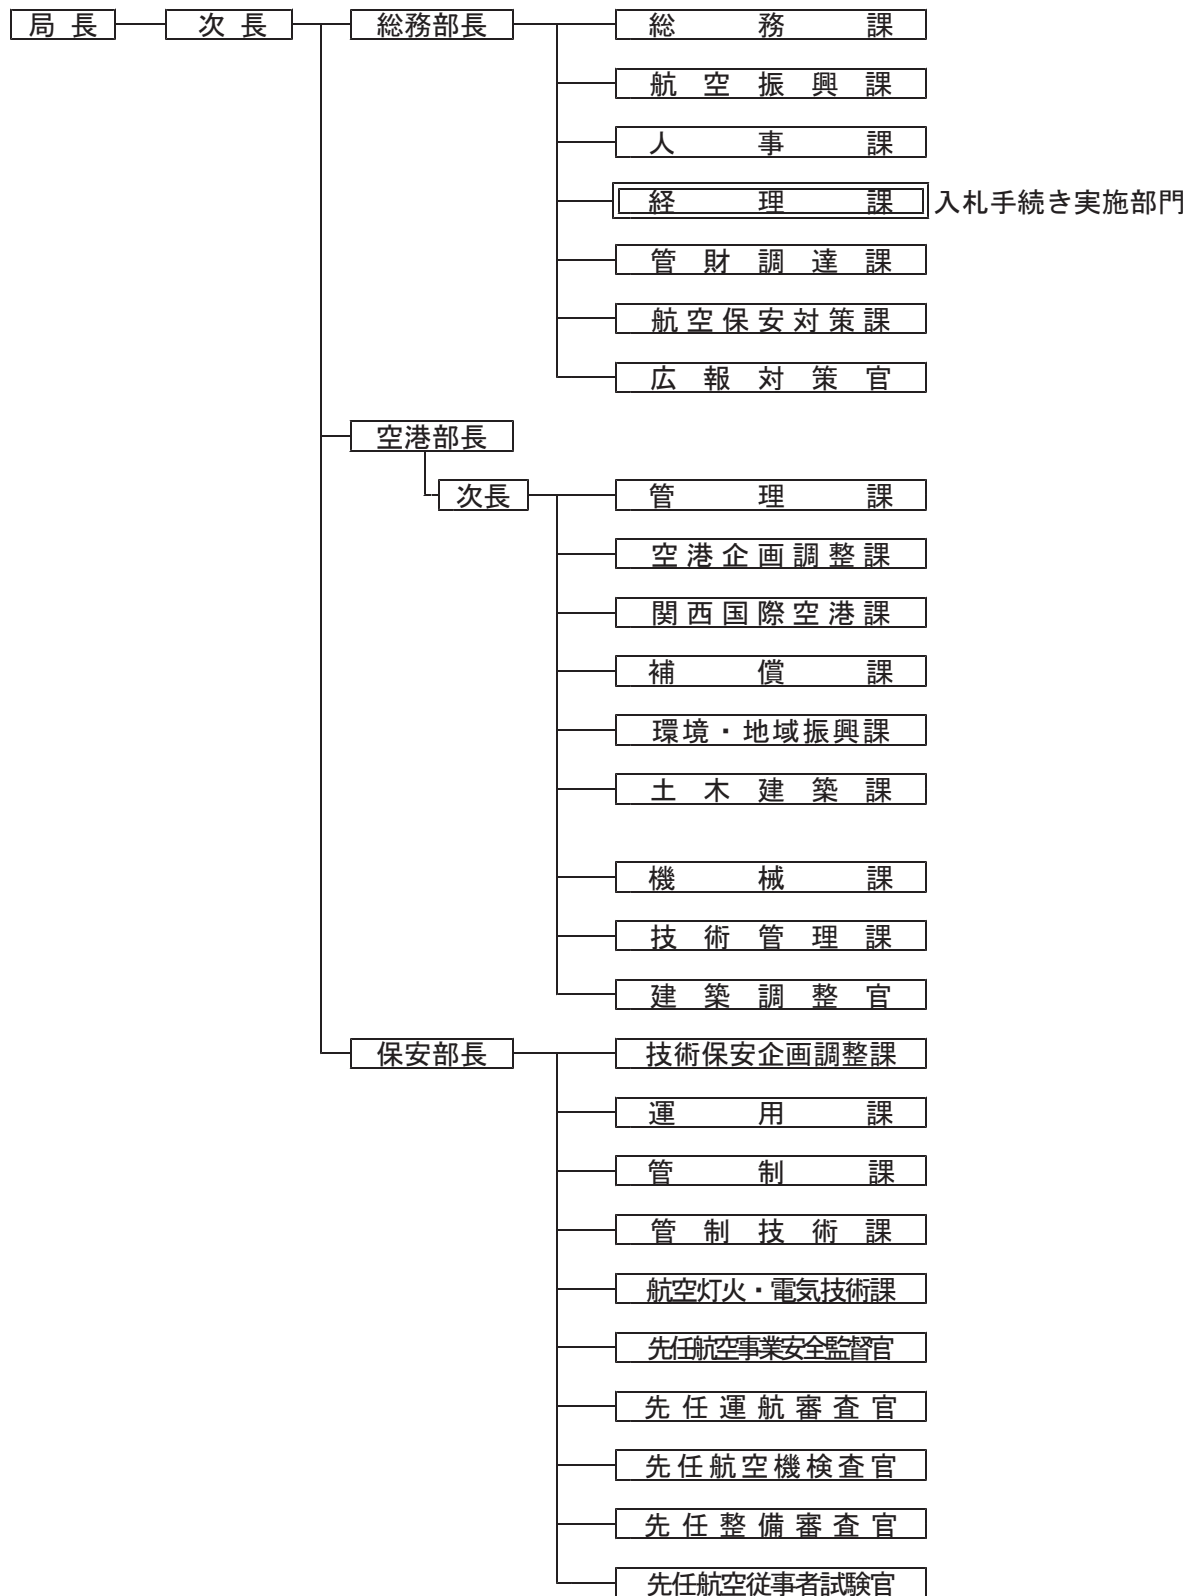 局長 次長 総務部長 総務課
航空振興課
人事課
経理課 入札手続き実施部門
管財調達課
航空保安対策課
広報対策官
空港部長
次長 管理課
空港企画調整課
関西国際空港課
補償課
環境・地域振興課
土木建築課
機械課
技術管理課
建築調整官
保安部長 技術保安企画調整課
運用課
管制課
管制技術課
航空灯火・電気技術課
先任航空事業安全監督官
先任運航審査官
先任航空機検査官
先任整備審査官
先任航空従事者試験官